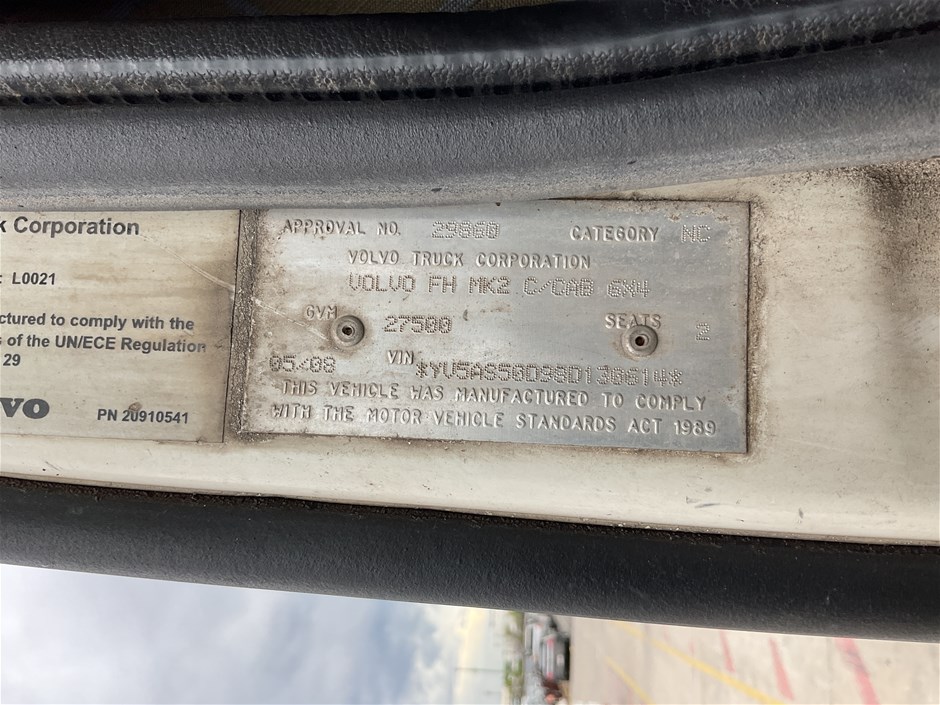 k Corporation
: L0021
ctured to comply with the
s of the UN/ECE Regulation
29
VO
PN 20910541
APPROVAL NO. 29860 CATEGORY NC
VOLVO TRUCK CORPORATION
VOLVO FH MK2 C/CAB 6X4
GVM 27500 SEATS 2
05/08 VIN *YV5AS50D98D130614*
THIS VEHICLE WAS MANUFACTURED TO COMPLY
WITH THE MOTOR VEHICLE STANDARDS ACT 1989